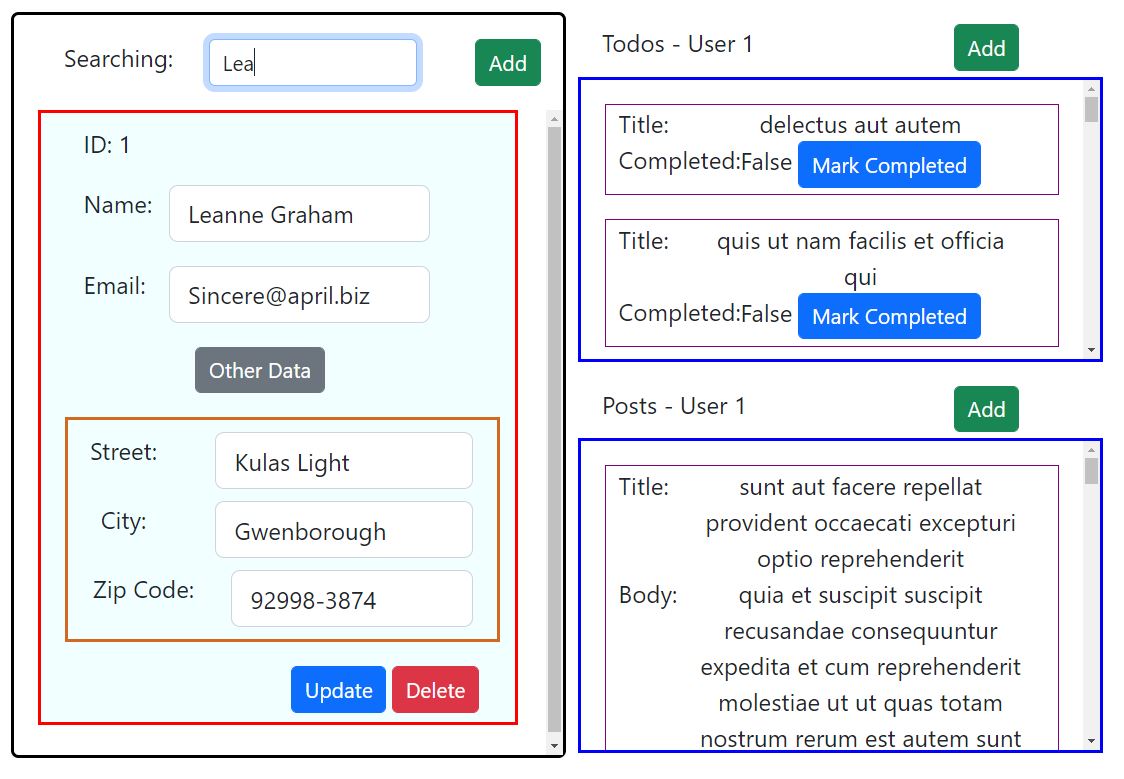 Searching: Lea Add
ID: 1
Name: Leanne Graham
Email: Sincere@april.biz
Other Data
Street: Kulas Light
City: Gwenborough
Zip Code: 92998-3874
Update Delete
Todos - User 1 Add
Title: delectus aut autem
Completed:False Mark Completed
Title: quis ut nam facilis et officia
qui
Completed:False Mark Completed
Posts - User 1 Add
Title: sunt aut facere repellat
provident occaecati excepturi
optio reprehenderit
Body: quia et suscipit suscipit
recusandae consequuntur
expedita et cum reprehenderit
molestiae ut ut quas totam
nostrum rerum est autem sunt